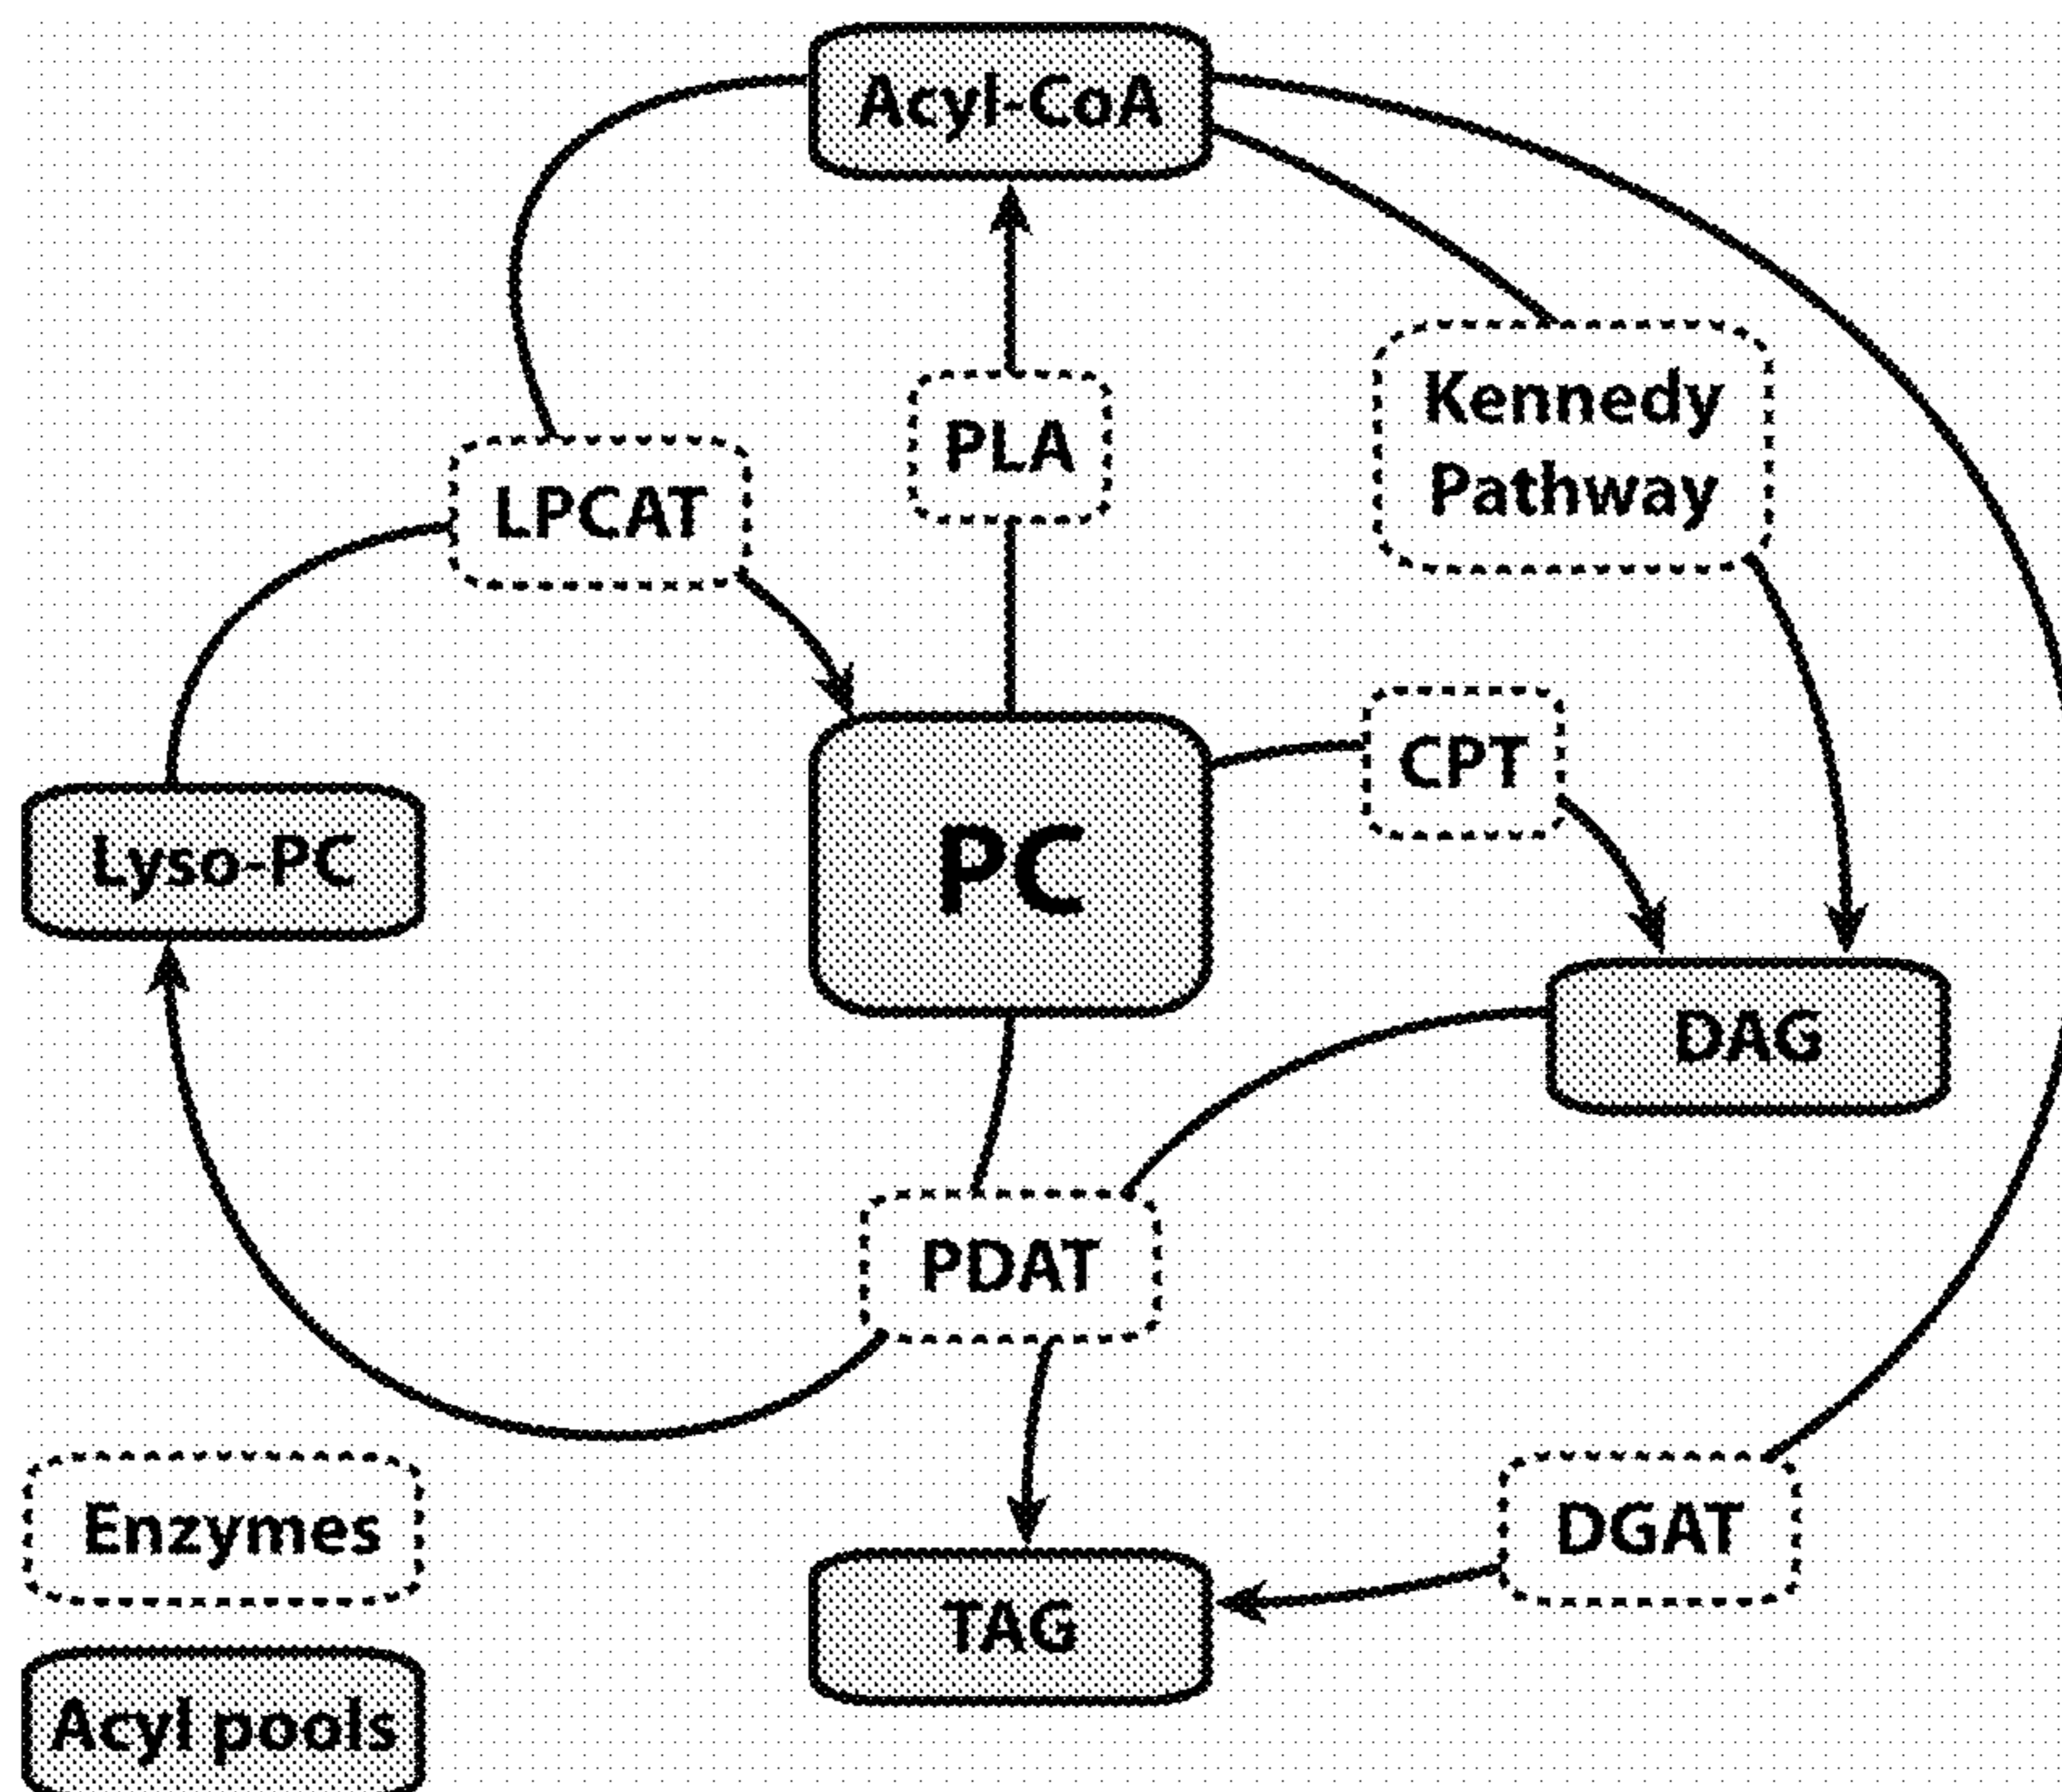 Acyl-CoA
Kennedy
Pathway
PLA
LPCAT
CPT
Lyso-PC
PC
DAG
PDAT
Enzymes
DGAT
TAG
Acyl pools